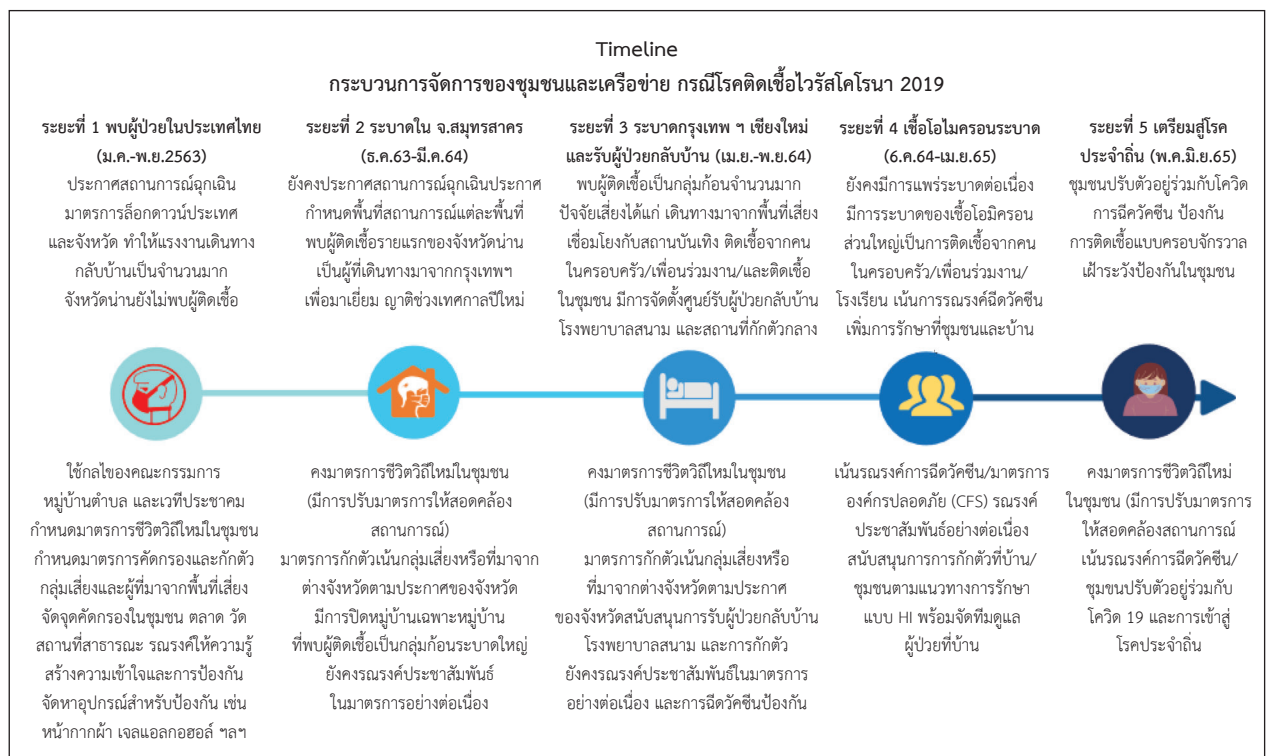 Timeline
กระบวนการจัดการของชุมชนและเครือข่าย กรณีโรคติดเชื้อไวรัสโคโรนา 2019
ระยะที่ 1 พบผู้ป่วยในประเทศไทย
(ม.ค.-พ.ย.2563)
ประกาศสถานการณ์ฉุกเฉิน
มาตรการล็อกดาวน์ประเทศ
และจังหวัด ทำให้แรงงานเดินทาง
กลับบ้านเป็นจำนวนมาก
จังหวัดน่านยังไม่พบผู้ติดเชื้อ
ระยะที่ 2 ระบาดใน จ.สมุทรสาคร
(ธ.ค.63-มี.ค.64)
ยังคงประกาศสถานการณ์ฉุกเฉินประกาศ
กำหนดพื้นที่สถานการณ์แต่ละพื้นที่
พบผู้ติดเชื้อรายแรกของจังหวัดน่าน
เป็นผู้ที่เดินทางมาจากกรุงเทพฯ
เพื่อมาเยี่ยม ญาติช่วงเทศกาลปีใหม่
ระยะที่ 3 ระบาดกรุงเทพ ฯ เชียงใหม่
และรับผู้ป่วยกลับบ้าน (เม.ย.-พ.ย.64)
พบผู้ติดเชื้อเป็นกลุ่มก้อนจำนวนมาก
ปัจจัยเสี่ยงได้แก่ เดินทางมาจากพื้นที่เสี่ยง
เชื่อมโยงกับสถานบันเทิง ติดเชื้อจากคน
ในครอบครัว/เพื่อนร่วมงาน/และติดเชื้อ
ในชุมชน มีการจัดตั้งศูนย์รับผู้ป่วยกลับบ้าน
โรงพยาบาลสนาม และสถานที่กักตัวกลาง
ระยะที่ 4 เชื้อโอไมครอนระบาด
(6.ค.64-เม.ย.65)
ยังคงมีการแพร่ระบาดต่อเนื่อง
มีการระบาดของเชื้อโอมิครอน
ส่วนใหญ่เป็นการติดเชื้อจากคน
ในครอบครัว/เพื่อนร่วมงาน/
โรงเรียน เน้นการรณรงค์ฉีดวัคซีน
เพิ่มการรักษาที่ชุมชนและบ้าน
ระยะที่ 5 เตรียมสู่โรค
ประจำถิ่น (พ.ค.มิ.ย.65)
ชุมชนปรับตัวอยู่ร่วมกับโควิด
การฉีควัคซีน ป้องกัน
การติดเชื้อแบบครอบจักรวาล
เฝ้าระวังป้องกันในชุมชน
ใช้กลไของคณะกรรมการ
หมู่บ้านตำบล และเวทีประชาคม
กำหนดมาตรการชีวิตวิถีใหม่ในชุมชน
กำหนดมาตรการคัดกรองและกักตัว
กลุ่มเสี่ยงและผู้ที่มาจากพื้นที่เสี่ยง
จัดจุดคัดกรองในชุมชน ตลาด วัด
สถานที่สาธารณะ รณรงค์ให้ความรู้
สร้างความเข้าใจและการป้องกัน
จัดหาอุปกรณ์สำหรับป้องกัน เช่น
หน้ากากผ้า เจลแอลกอฮอล์ ฯลฯ
คงมาตรการชีวิตวิถีใหม่ในชุมชน
(มีการปรับมาตรการให้สอดคล้อง
สถานการณ์)
มาตรการกักตัวเน้นกลุ่มเสี่ยงหรือที่มาจาก
ต่างจังหวัดตามประกาศของจังหวัด
มีการปิดหมู่บ้านเฉพาะหมู่บ้าน
ที่พบผู้ติดเชื้อเป็นกลุ่มก้อนระบาดใหญ่
ยังคงรณรงค์ประชาสัมพันธ์
ในมาตรการอย่างต่อเนื่อง
คงมาตรการชีวิตวิถีใหม่ในชุมชน
(มีการปรับมาตรการให้สอดคล้อง
สถานการณ์)
มาตรการกักตัวเน้นกลุ่มเสี่ยงหรือ
ที่มาจากต่างจังหวัดตามประกาศ
ของจังหวัดสนับสนุนการรับผู้ป่วยกลับบ้าน
โรงพยาบาลสนาม และการกักตัว
ยังคงรณรงค์ประชาสัมพันธ์ในมาตรการ
อย่างต่อเนื่อง และการฉีดวัคซีนป้องกัน
เน้นรณรงค์การฉีดวัคซีน/มาตรการ
องค์กรปลอดภัย (CFS) รณรงค์
ประชาสัมพันธ์อย่างต่อเนื่อง
สนับสนุนการการกักตัวที่บ้าน/
ชุมชนตามแนวทางการรักษา
แบบ HI พร้อมจัดทีมดูแล
ผู้ป่วยที่บ้าน
คงมาตรการชีวิตวิถีใหม่
ในชุมชน (มีการปรับมาตรการ
ให้สอดคล้องสถานการณ์
เน้นรณรงค์การฉีดวัคซีน/
ชุมขนปรับตัวอยู่ร่วมกับ
โควิด 19 และการเข้าสู่
โรคประจำถิ่น